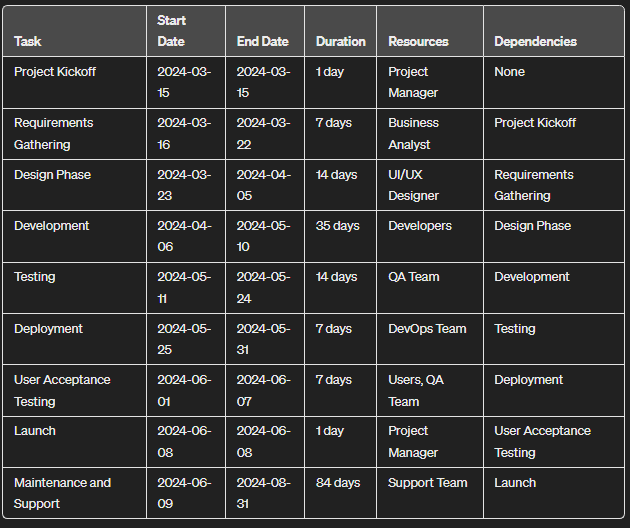 Task | Start Date | End Date | Duration | Resources | Dependencies
Project Kickoff | 2024-03-15 | 2024-03-15 | 1 day | Project Manager | None
Requirements Gathering | 2024-03-16 | 2024-03-22 | 7 days | Business Analyst | Project Kickoff
Design Phase | 2024-03-23 | 2024-04-05 | 14 days | UI/UX Designer | Requirements Gathering
Development | 2024-04-06 | 2024-05-10 | 35 days | Developers | Design Phase
Testing | 2024-05-11 | 2024-05-24 | 14 days | QA Team | Development
Deployment | 2024-05-25 | 2024-05-31 | 7 days | DevOps Team | Testing
User Acceptance Testing | 2024-06-01 | 2024-06-07 | 7 days | Users, QA Team | Deployment
Launch | 2024-06-08 | 2024-06-08 | 1 day | Project Manager | User Acceptance Testing
Maintenance and Support | 2024-06-09 | 2024-08-31 | 84 days | Support Team | Launch